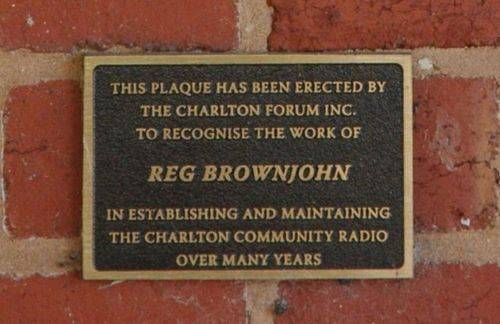 THIS PLAQUE HAS BEEN ERECTED BY
THE CHARLTON FORUM INC.
TO RECOGNISE THE WORK OF
REG BROWNJOHN
IN ESTABLISHING AND MAINTAINING
THE CHARLTON COMMUNITY RADIO
OVER MANY YEARS